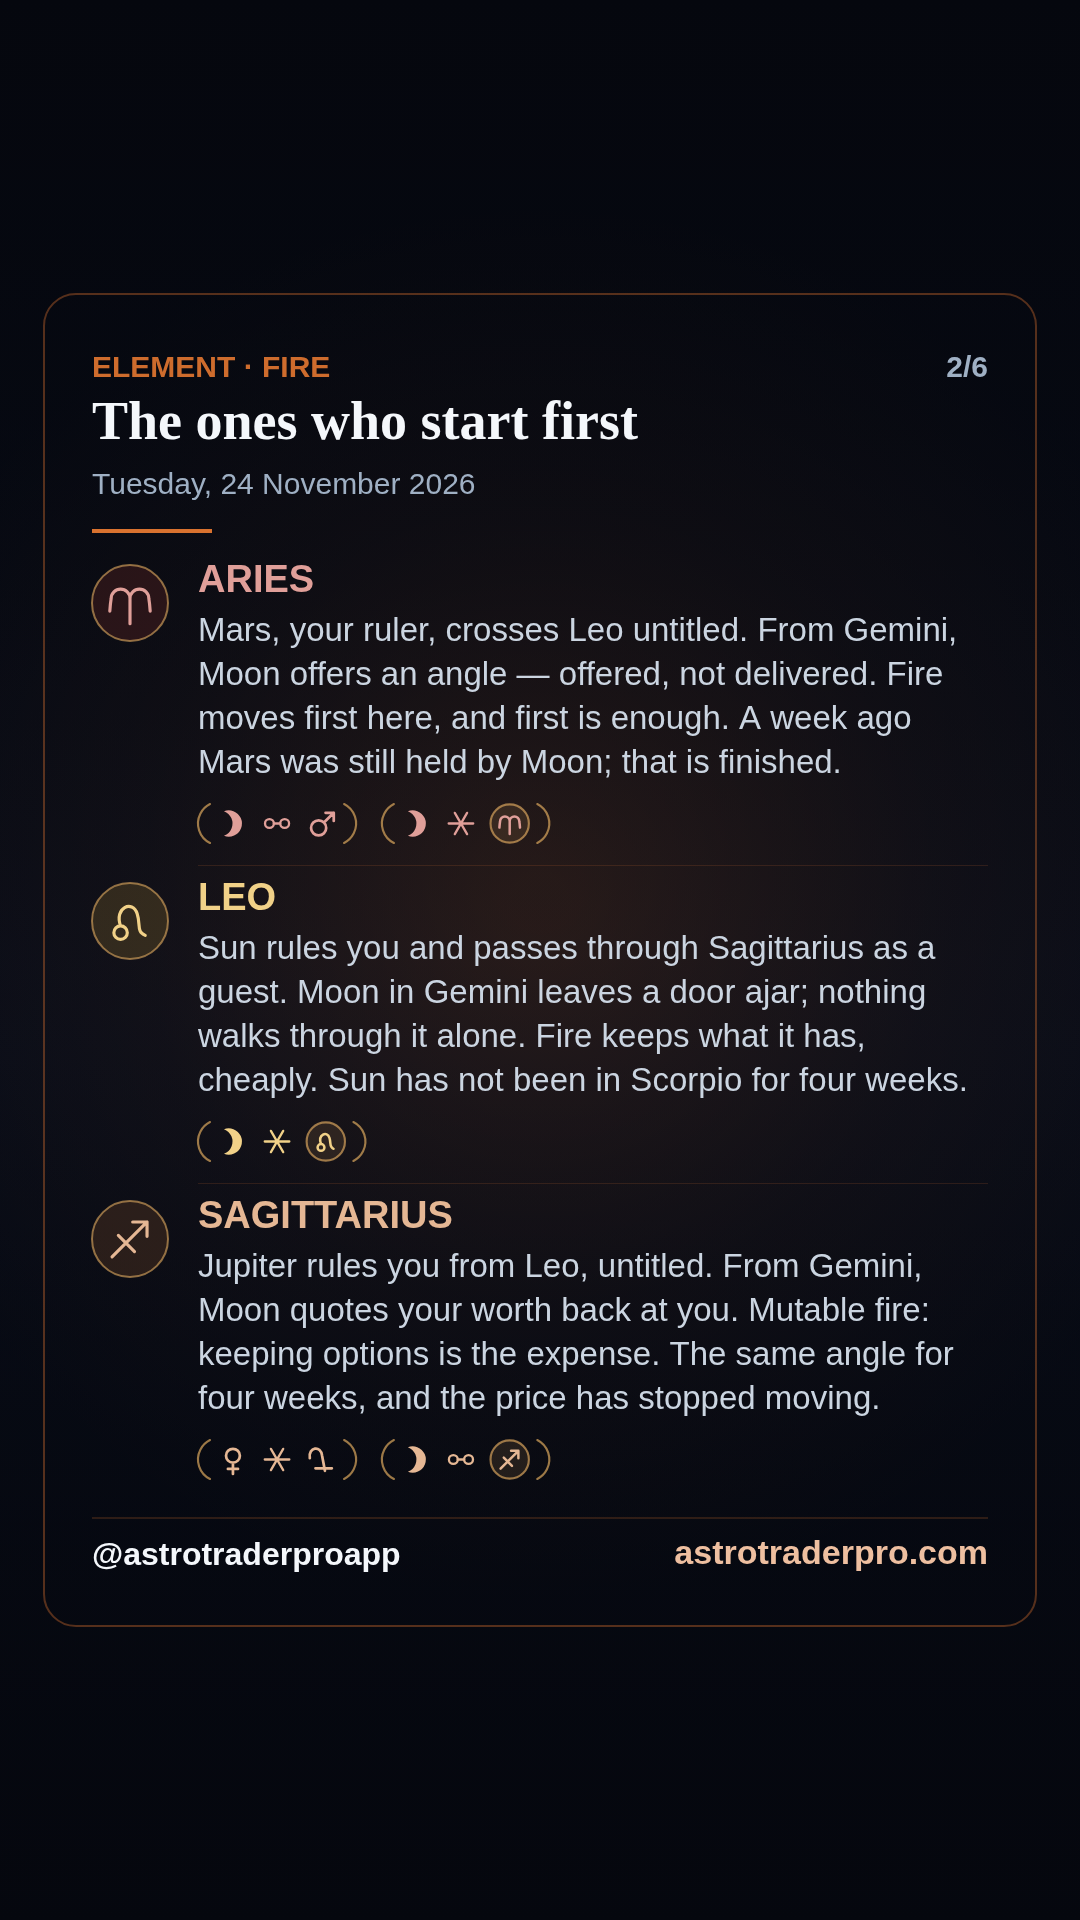 ELEMENT · FIRE
2/6
The ones who start first
Tuesday, 24 November 2026
ARIES
Mars, your ruler, crosses Leo untitled. From Gemini,
Moon offers an angle — offered, not delivered. Fire
moves first here, and first is enough. A week ago
Mars was still held by Moon; that is finished.
LEO
Sun rules you and passes through Sagittarius as a
guest. Moon in Gemini leaves a door ajar; nothing
walks through it alone. Fire keeps what it has,
cheaply. Sun has not been in Scorpio for four weeks.
SAGITTARIUS
Jupiter rules you from Leo, untitled. From Gemini,
Moon quotes your worth back at you. Mutable fire:
keeping options is the expense. The same angle for
four weeks, and the price has stopped moving.
@astrotraderproapp
astrotraderpro.com